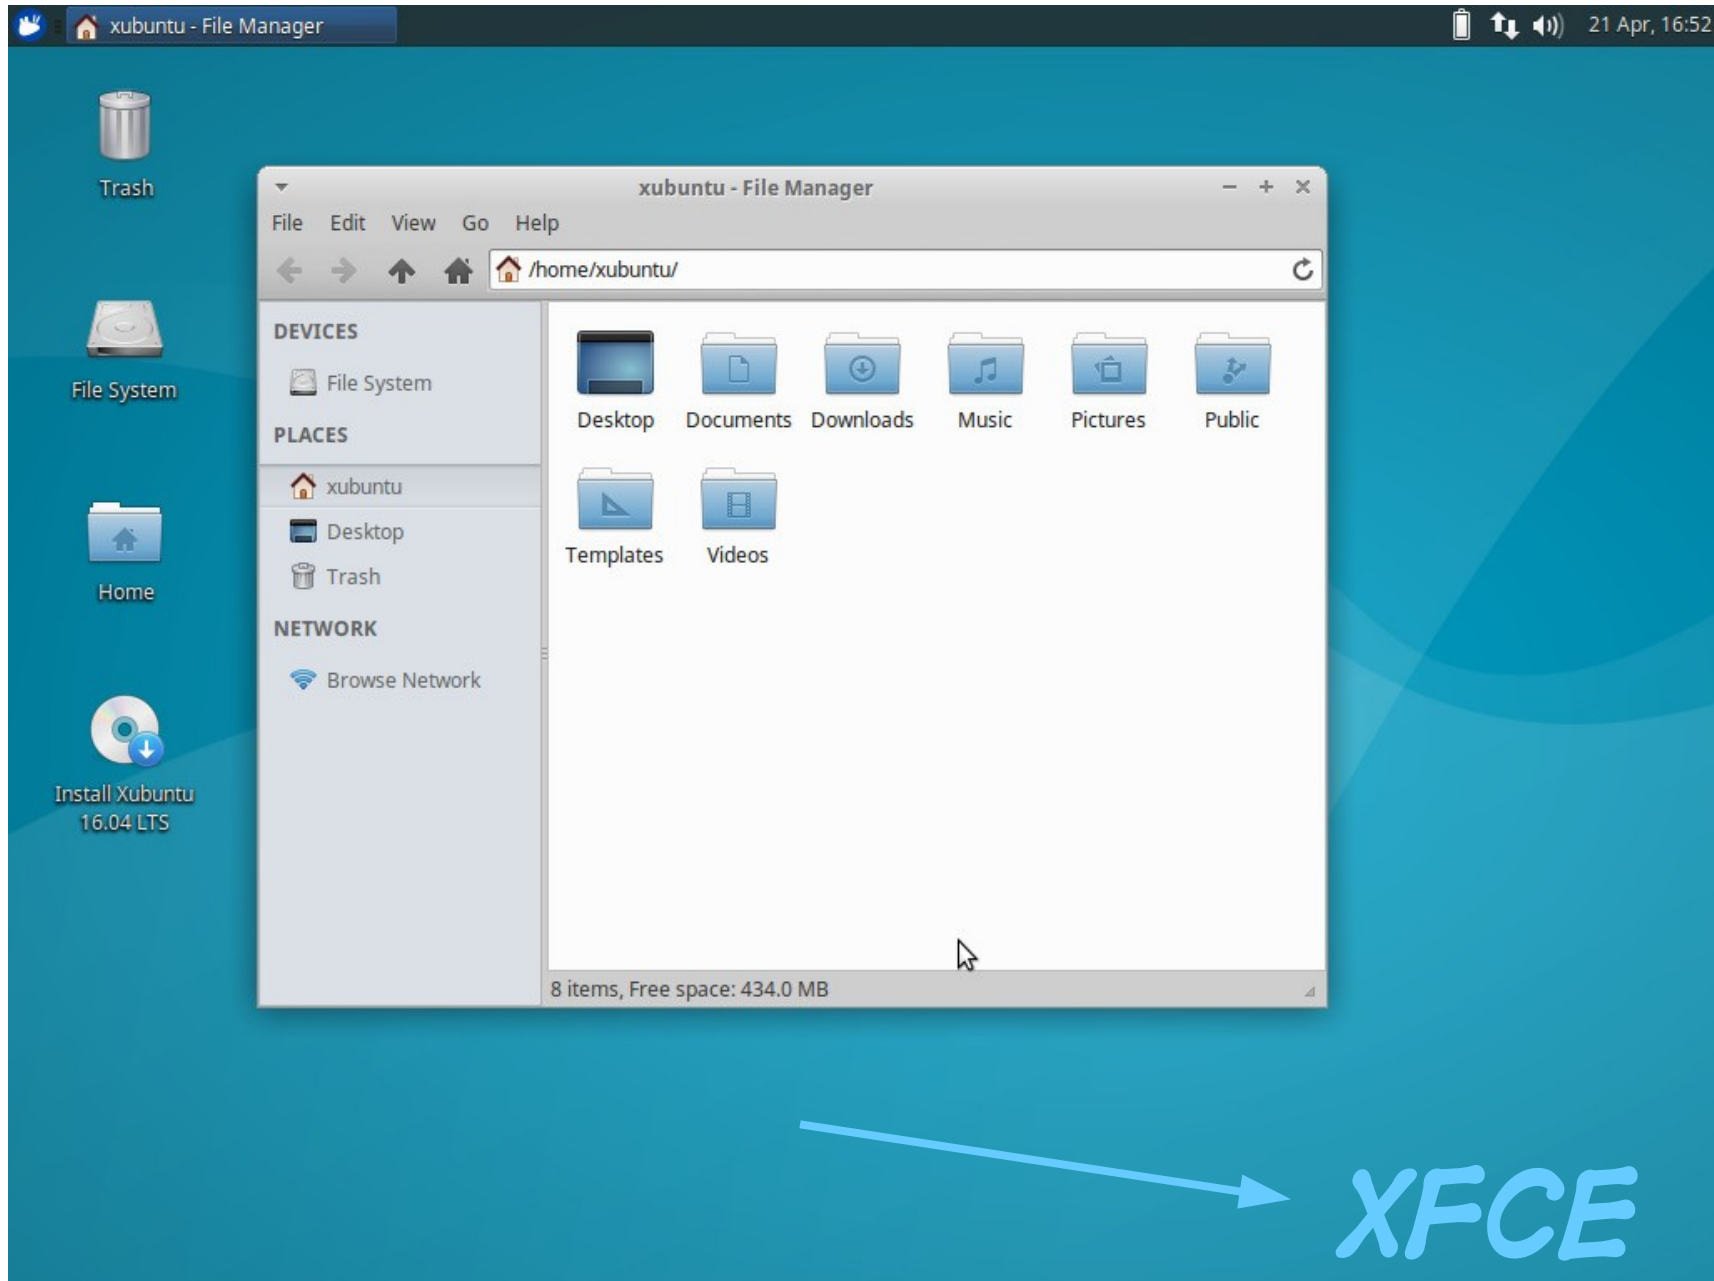 xubuntu - File Manager
21 Apr, 16:52
Trash
File System
Home
Install Xubuntu
16.04 LTS
xubuntu - File Manager
File Edit View Go Help
/home/xubuntu/
DEVICES
File System
PLACES
xubuntu
Desktop
Trash
NETWORK
Browse Network
Desktop Documents Downloads Music Pictures Public
Templates Videos
8 items, Free space: 434.0 MB
XFCE